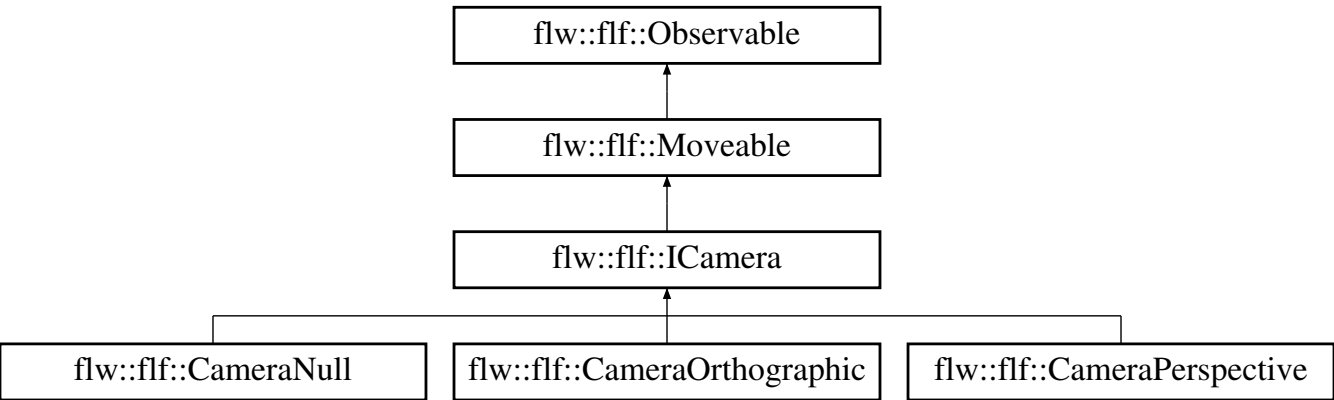 flw::flf::Observable
flw::flf::Moveable
flw::flf::ICamera
flw::flf::CameraNull
flw::flf::CameraOrthographic
flw::flf::CameraPerspective